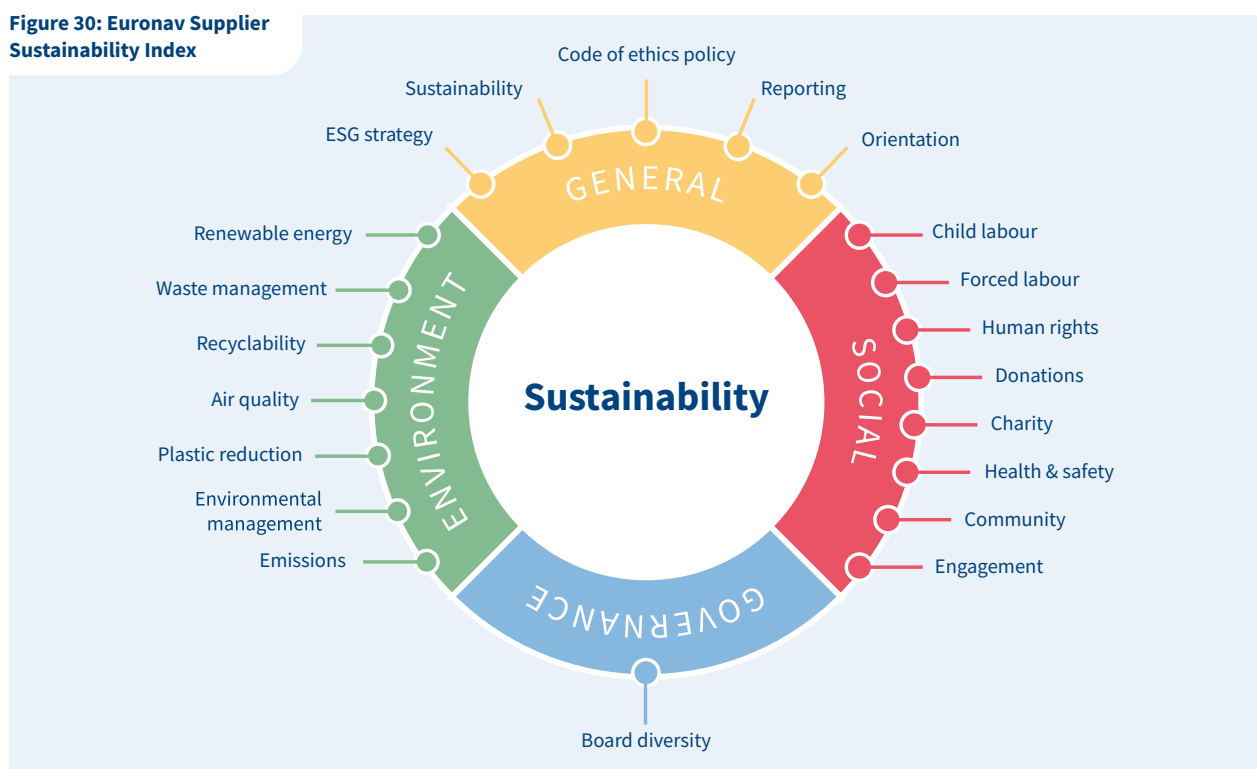 Figure 30: Euronav Supplier
Sustainability Index
Code of ethics policy
Sustainability
Reporting
ESG strategy
Orientation
GENERAL
Renewable energy
Waste management
Recyclability
Air quality
Plastic reduction
Environmental
management
Emissions
ENVIRONMENT
Sustainability
SOCIAL
Child labour
Forced labour
Human rights
Donations
Charity
Health & safety
Community
Engagement
GOVERNANCE
Board diversity